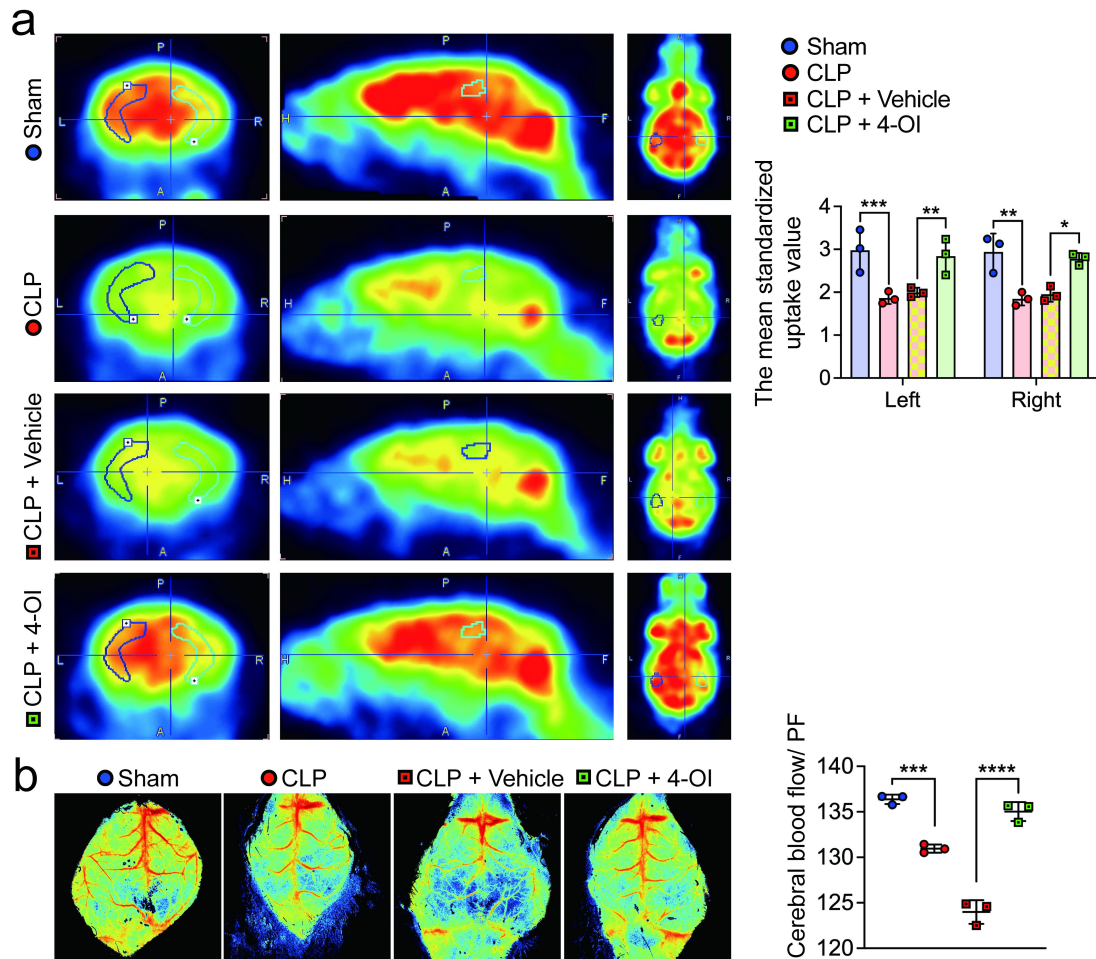 a
Sham
CLP
CLP + Vehicle
CLP + 4-OI
P
L
R
A
P
H
F
A
H
L
R
F
P
L
R
A
P
H
F
A
H
L
R
F
P
L
R
A
P
H
F
A
H
L
R
F
P
L
R
A
P
H
F
A
H
L
R
F
Sham
CLP
CLP + Vehicle
CLP + 4-OI
The mean standardized
uptake value
4
3
2
1
0
***
**
**
*
Left
Right
b
Sham
CLP
CLP + Vehicle
CLP + 4-OI
Cerebral blood flow/ PF
140
135
130
125
120
***
****